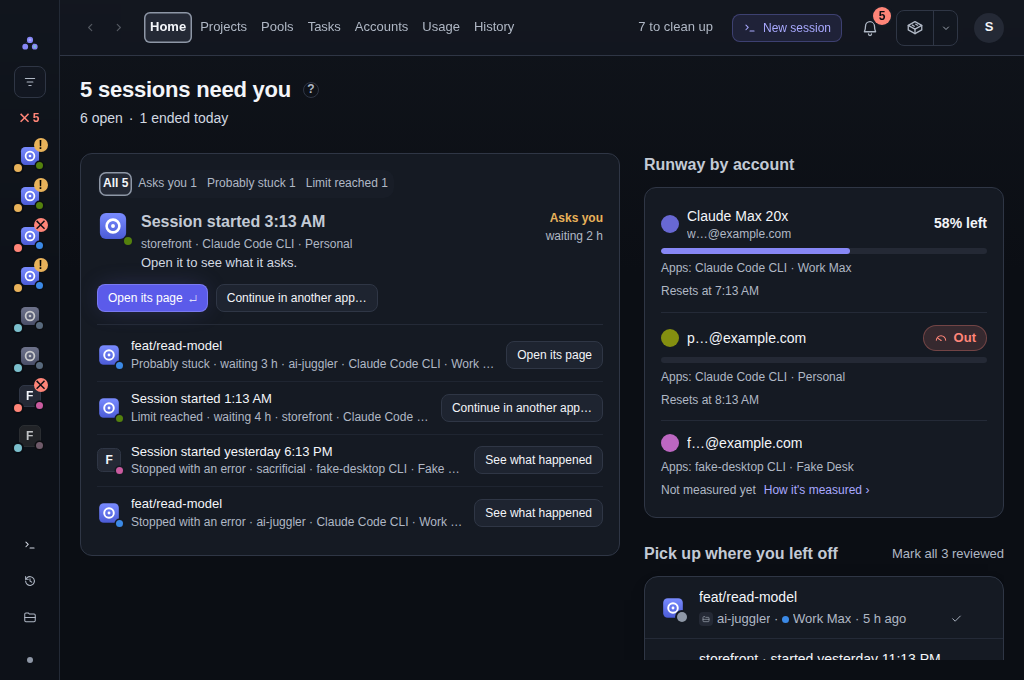 Home Projects Pools Tasks Accounts Usage History 7 to clean up New session 5 S
5
!
!
!
F
F
5 sessions need you ?
6 open · 1 ended today
All 5 Asks you 1 Probably stuck 1 Limit reached 1
Session started 3:13 AM
Asks you
storefront · Claude Code CLI · Personal
waiting 2 h
Open it to see what it asks.
Open its page Continue in another app…
feat/read-model
Probably stuck · waiting 3 h · ai-juggler · Claude Code CLI · Work …
Open its page
Session started 1:13 AM
Limit reached · waiting 4 h · storefront · Claude Code …
Continue in another app…
F
Session started yesterday 6:13 PM
Stopped with an error · sacrificial · fake-desktop CLI · Fake …
See what happened
feat/read-model
Stopped with an error · ai-juggler · Claude Code CLI · Work …
See what happened
Runway by account
Claude Max 20x
w…@example.com
58% left
Apps: Claude Code CLI · Work Max
Resets at 7:13 AM
p…@example.com
Out
Apps: Claude Code CLI · Personal
Resets at 8:13 AM
f…@example.com
Apps: fake-desktop CLI · Fake Desk
Not measured yet How it's measured ›
Pick up where you left off
Mark all 3 reviewed
feat/read-model
ai-juggler · Work Max · 5 h ago
storefront · started yesterday 11:13 PM